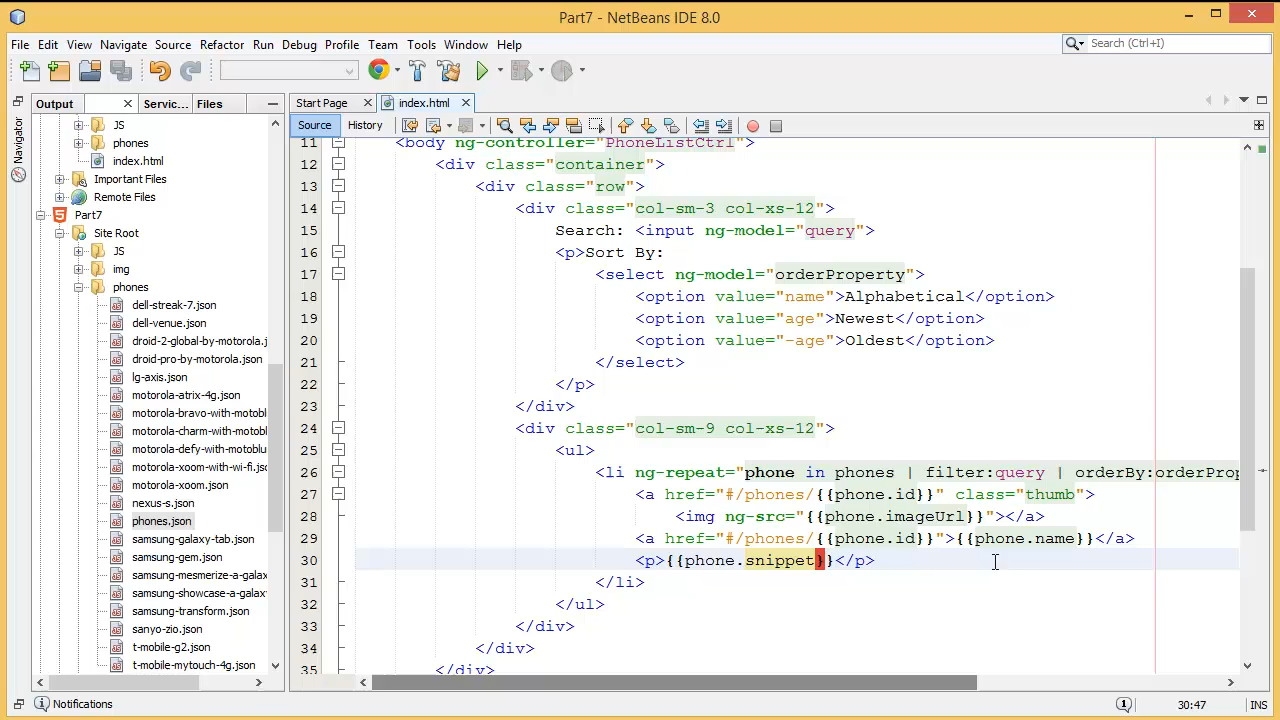 Part7 - NetBeans IDE 8.0
File Edit View Navigate Source Refactor Run Debug Profile Team Tools Window Help
Search (Ctrl+I)
Output
Servic...
Files
Start Page
index.html
Source
History
Navigator
JS
phones
index.html
Important Files
Remote Files
Part7
Site Root
JS
img
phones
dell-streak-7.json
dell-venue.json
droid-2-global-by-motorola.j
droid-pro-by-motorola.json
lg-axis.json
motorola-atrix-4g.json
motorola-bravo-with-motobl
motorola-charm-with-motobl
motorola-defy-with-motoblu
motorola-xoom-with-wi-fi.jsc
motorola-xoom.json
nexus-s.json
phones.json
samsung-galaxy-tab.json
samsung-gem.json
samsung-mesmerize-a-galax
samsung-showcase-a-galax
samsung-transform.json
sanyo-zio.json
t-mobile-g2.json
t-mobile-mytouch-4g.json
11 <body ng-controller="PhoneListCtrl">
12 <div class="container">
13 <div class="row">
14 <div class="col-sm-3 col-xs-12">
15 Search: <input ng-model="query">
16 <p>Sort By:
17 <select ng-model="orderProperty">
18 <option value="name">Alphabetical</option>
19 <option value="age">Newest</option>
20 <option value="-age">Oldest</option>
21 </select>
22 </p>
23 </div>
24 <div class="col-sm-9 col-xs-12">
25 <ul>
26 <li ng-repeat="phone in phones | filter:query | orderBy:orderProp
27 <a href="#/phones/{{phone.id}}" class="thumb">
28 <img ng-src="{{phone.imageUrl}}"></a>
29 <a href="#/phones/{{phone.id}}">{{phone.name}}</a>
30 <p>{{phone.snippet}}</p>
31 </li>
32 </ul>
33 </div>
34 </div>
35 </div>
Notifications
1
30:47
INS